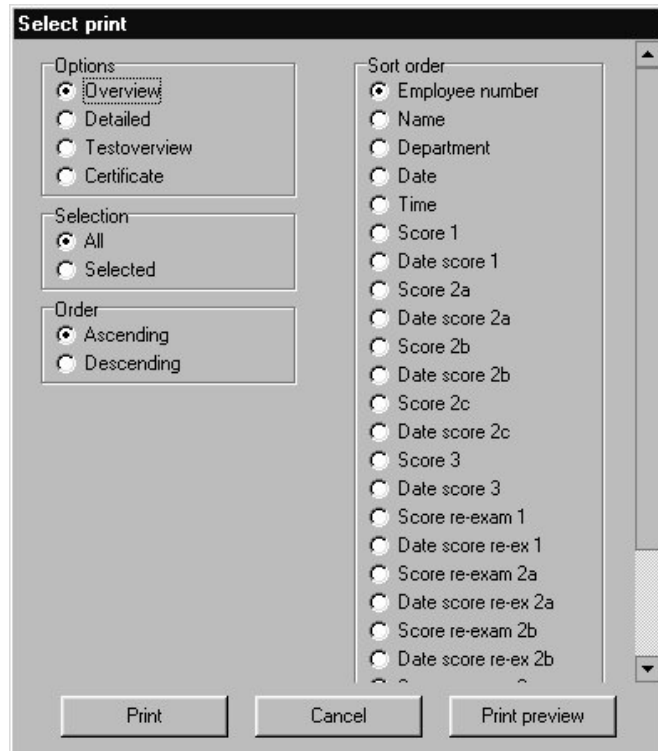 Select print
Options
Overview
Detailed
Testoverview
Certificate
Selection
All
Selected
Order
Ascending
Descending
Sort order
Employee number
Name
Department
Date
Time
Score 1
Date score 1
Score 2a
Date score 2a
Score 2b
Date score 2b
Score 2c
Date score 2c
Score 3
Date score 3
Score re-exam 1
Date score re-ex 1
Score re-exam 2a
Date score re-ex 2a
Score re-exam 2b
Date score re-ex 2b
Print
Cancel
Print preview